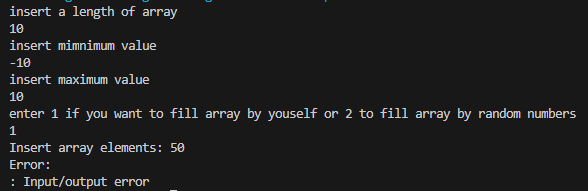 insert a length of array
10
insert mimnimum value
-10
insert maximum value
10
enter 1 if you want to fill array by youself or 2 to fill array by random numbers
1
Insert array elements: 50
Error:
: Input/output error